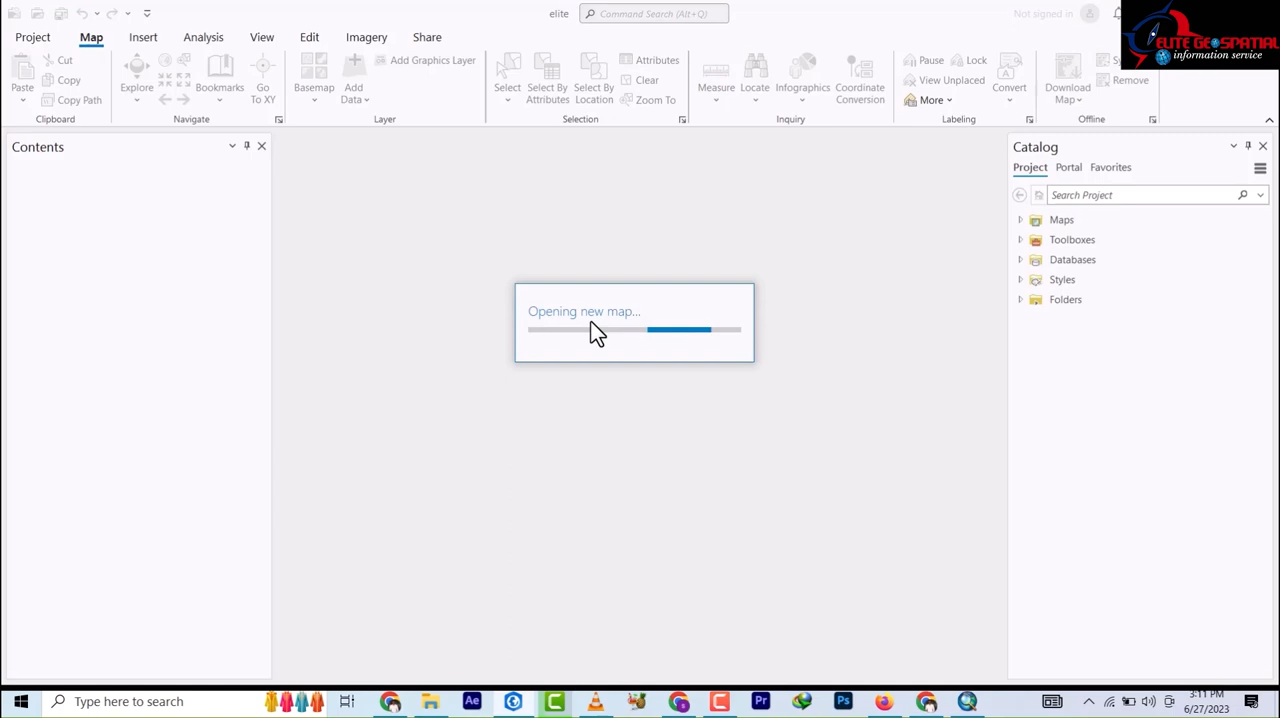 elite
Command Search (Alt+Q)
Not signed in
ELITE GEOSPATIAL
information service
Project Map Insert Analysis View Edit Imagery Share
Paste
Cut
Copy
Copy Path
Clipboard
Explore
Bookmarks
Go
To XY
Navigate
Basemap
Add
Data
Add Graphics Layer
Layer
Select
Select By
Attributes
Select By
Location
Attributes
Clear
Zoom To
Selection
Measure
Locate
Infographics
Coordinate
Conversion
Inquiry
Pause
Lock
View Unplaced
More
Convert
Labeling
Download
Map
Remove
Offline
Contents
Opening new map...
Catalog
Project Portal Favorites
Search Project
Maps
Toolboxes
Databases
Styles
Folders
Type here to search
Ae
Pr
Ps
3:11 PM
6/27/2023